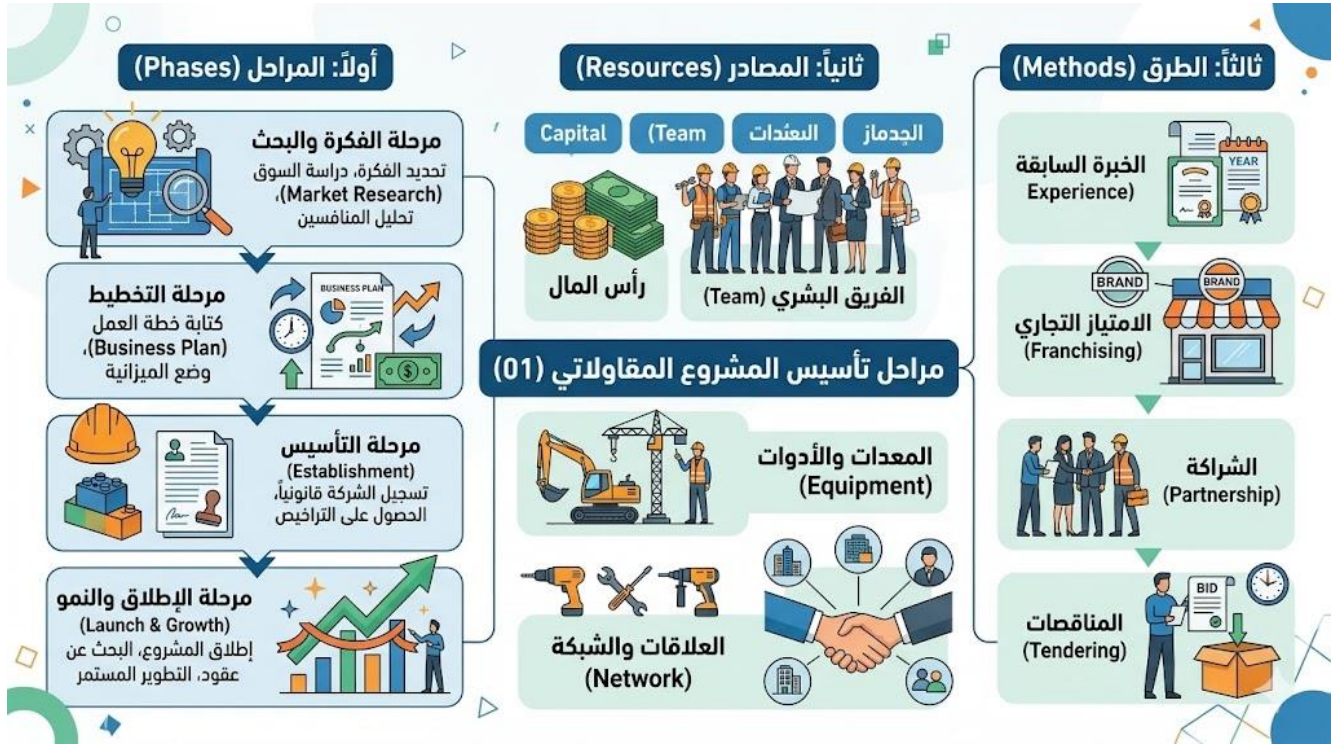 أولاً: المراحل (Phases)
مرحلة الفكرة والبحث
تحديد الفكرة، دراسة السوق
(Market Research)،
تحليل المنافسين
مرحلة التخطيط
كتابة خطة العمل
(Business Plan)،
وضع الميزانية
BUSINESS PLAN
مرحلة التأسيس
(Establishment)
تسجيل الشركة قانونياً،
الحصول على التراخيص
مرحلة الإطلاق والنمو
(Launch & Growth)
إطلاق المشروع، البحث عن
عقود، التطوير المستمر
ثانياً: المصادر (Resources)
Capital
(Team
رأس المال
الفريق البشري (Team)
مراحل تأسيس المشروع المقاولاتي (01)
المعدات والأدوات
(Equipment)
العلاقات والشبكة
(Network)
ثالثاً: الطرق (Methods)
الخبرة السابقة
Experience)
YEAR
BRAND
BRAND
الامتياز التجاري
(Franchising)
الشراكة
(Partnership)
BID
المناقصات
(Tendering)